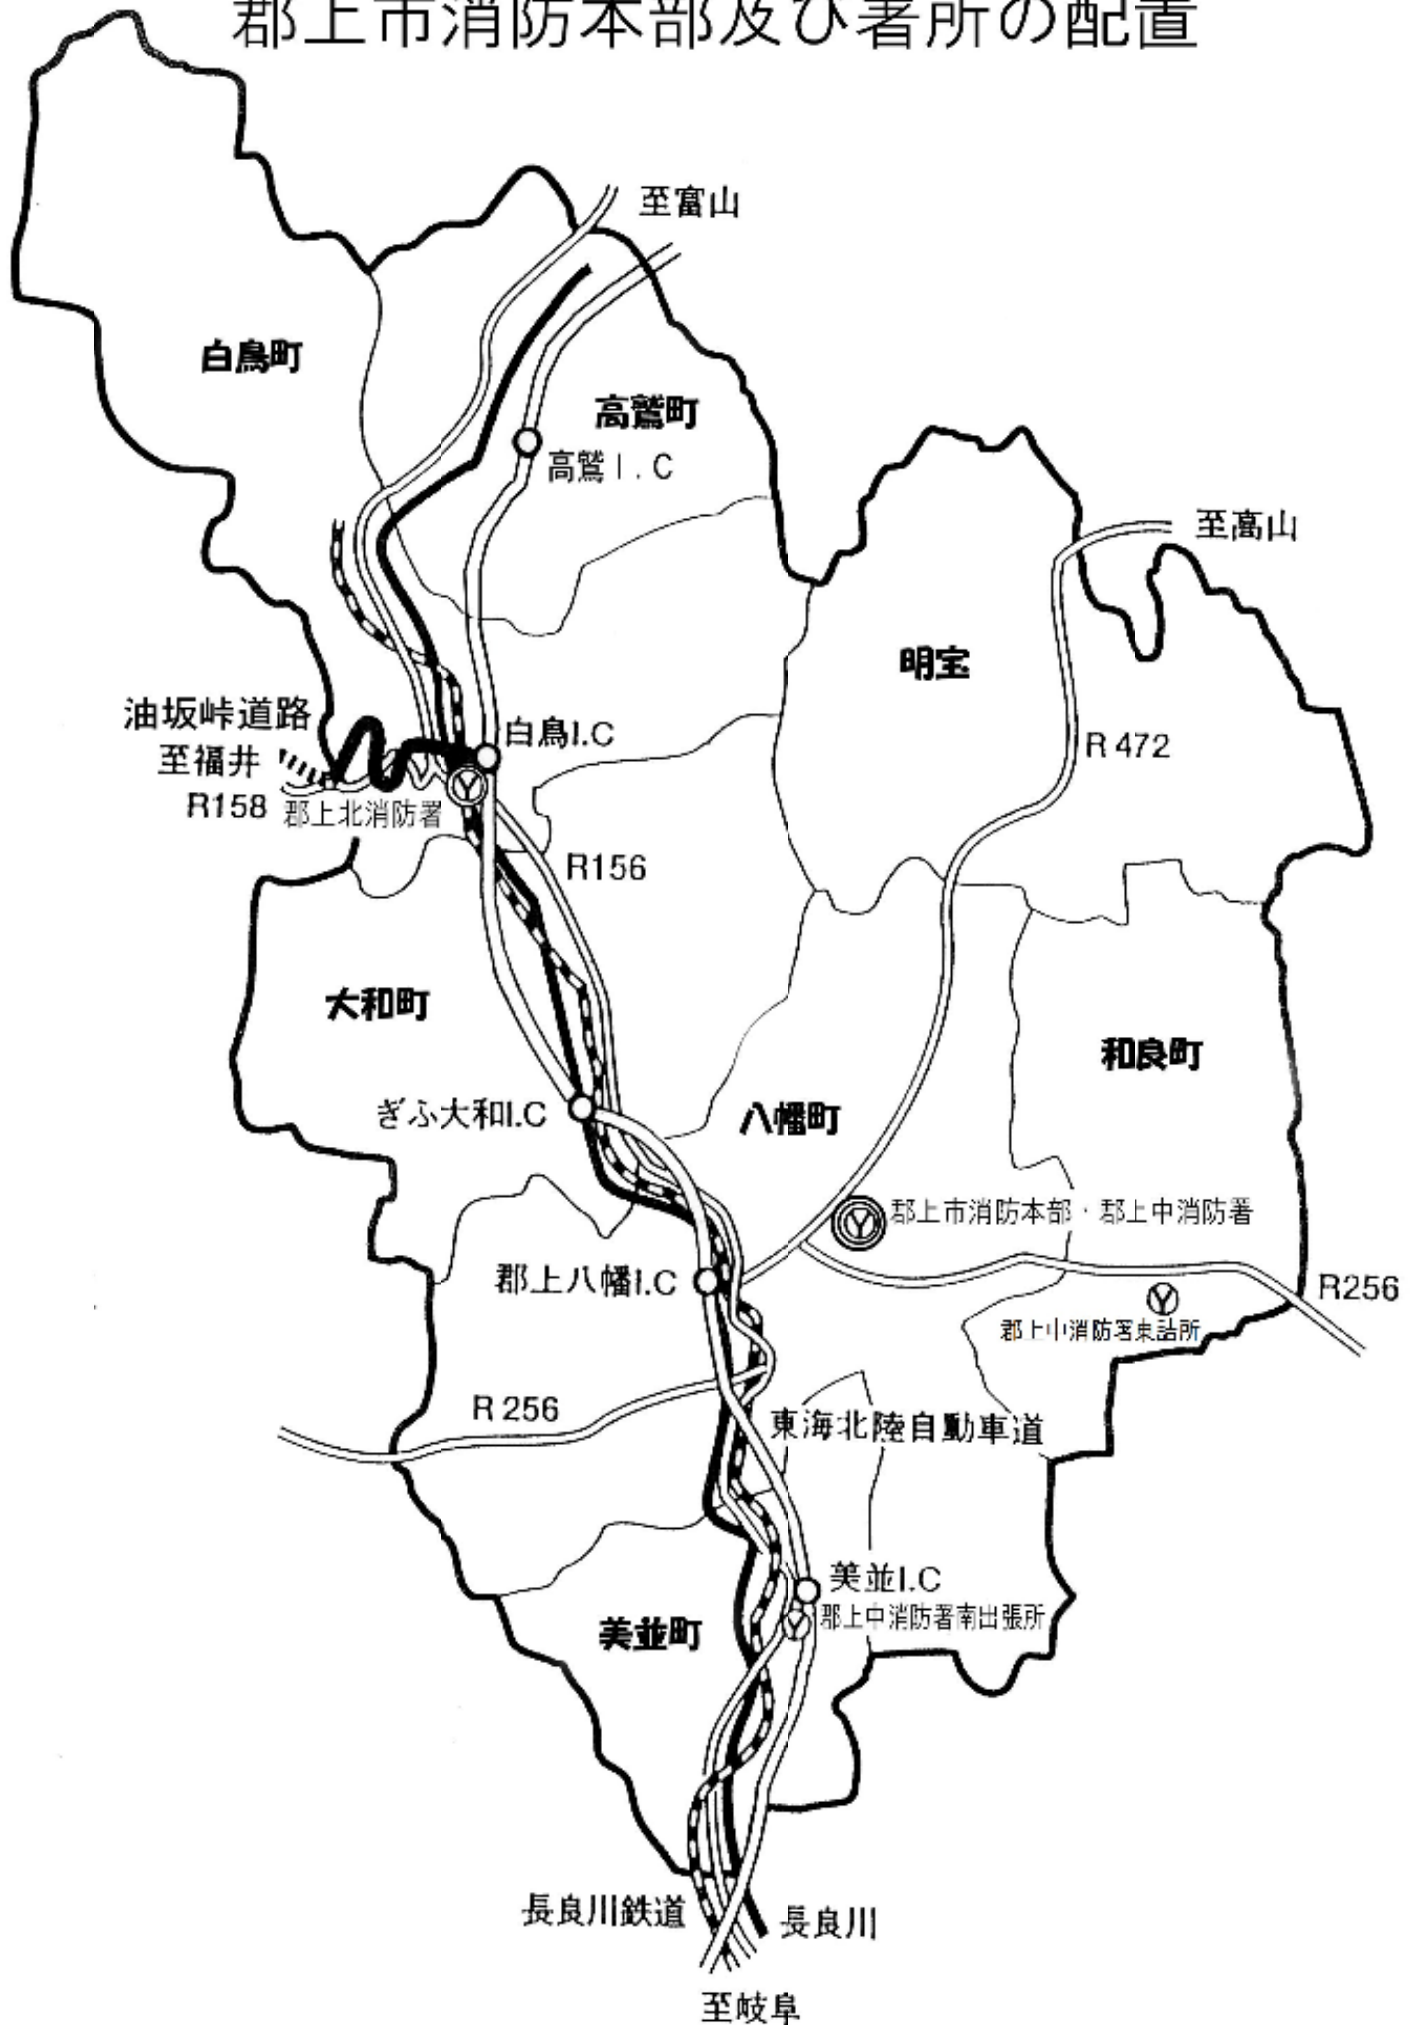 郡上市消防本部及び署所の配置
至富山
白鳥町
高鷲町
高鷲I.C
至高山
明宝
油坂峠道路
至福井
R158
白鳥I.C
R472
郡上北消防署
R156
大和町
和良町
ぎふ大和I.C
八幡町
郡上市消防本部・郡上中消防署
郡上八幡I.C
R256
郡上中消防署東詰所
R256
東海北陸自動車道
美並I.C
郡上中消防署南出張所
美並町
長良川鉄道
長良川
至岐阜